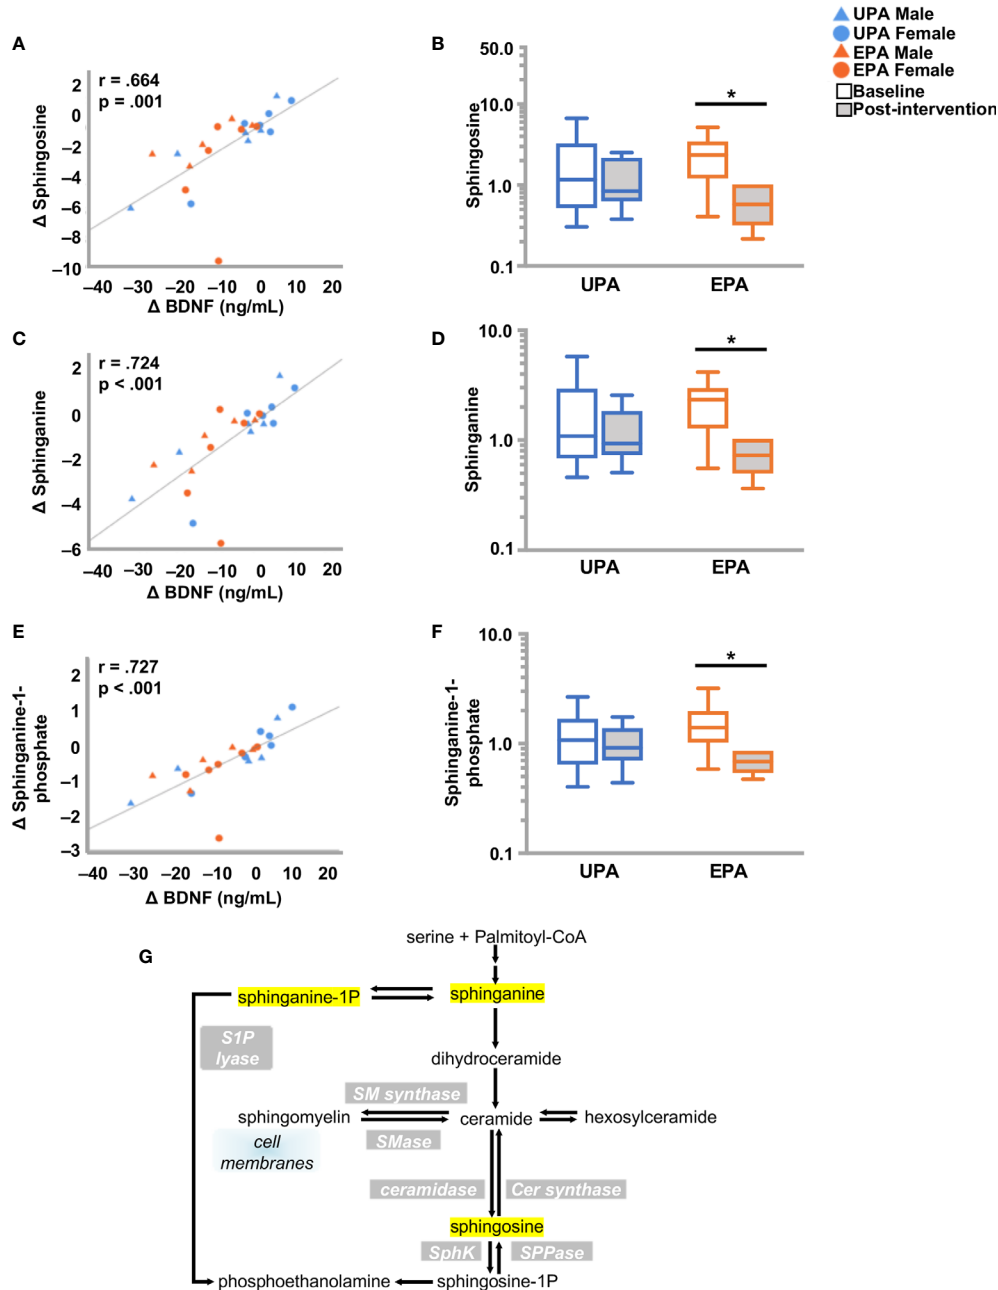 UPA Male
UPA Female
EPA Male
EPA Female
Baseline
Post-intervention
A
r = .664
p = .001
Δ Sphingosine
2
0
−2
−4
−6
−8
−10
−40 −30 −20 −10 0 10 20
Δ BDNF (ng/mL)
B
Sphingosine
50.0
10.0
1.0
0.1
*
UPA EPA
C
r = .724
p < .001
Δ Sphinganine
2
0
−2
−4
−6
−40 −30 −20 −10 0 10 20
Δ BDNF (ng/mL)
D
Sphinganine
10.0
1.0
0.1
*
UPA EPA
E
r = .727
p < .001
Δ Sphinganine-1-
phosphate
2
1
0
−1
−2
−3
−40 −30 −20 −10 0 10 20
Δ BDNF (ng/mL)
F
Sphinganine-1-
phosphate
10.0
1.0
0.1
*
UPA EPA
G
serine + Palmitoyl-CoA
sphinganine-1P sphinganine
S1P
lyase
dihydroceramide
SM synthase
sphingomyelin ceramide hexosylceramide
SMase
cell
membranes
ceramidase Cer synthase
sphingosine
SphK SPPase
phosphoethanolamine sphingosine-1P